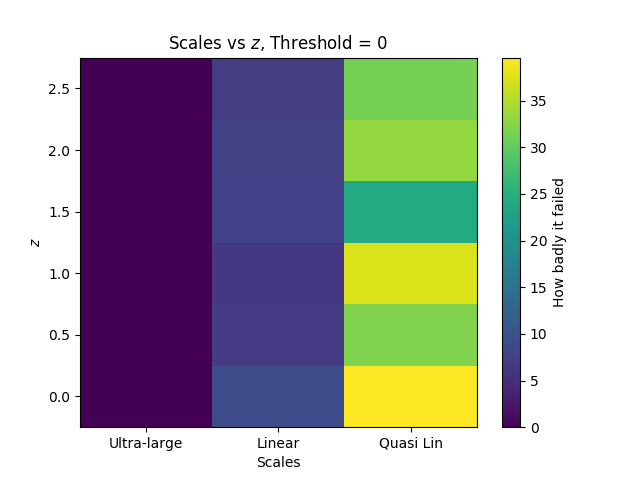 Scales vs z, Threshold = 0
2.5
2.0
1.5
1.0
0.5
0.0
z
Ultra-large
Linear
Quasi Lin
Scales
35
30
25
20
15
10
5
0
How badly it failed